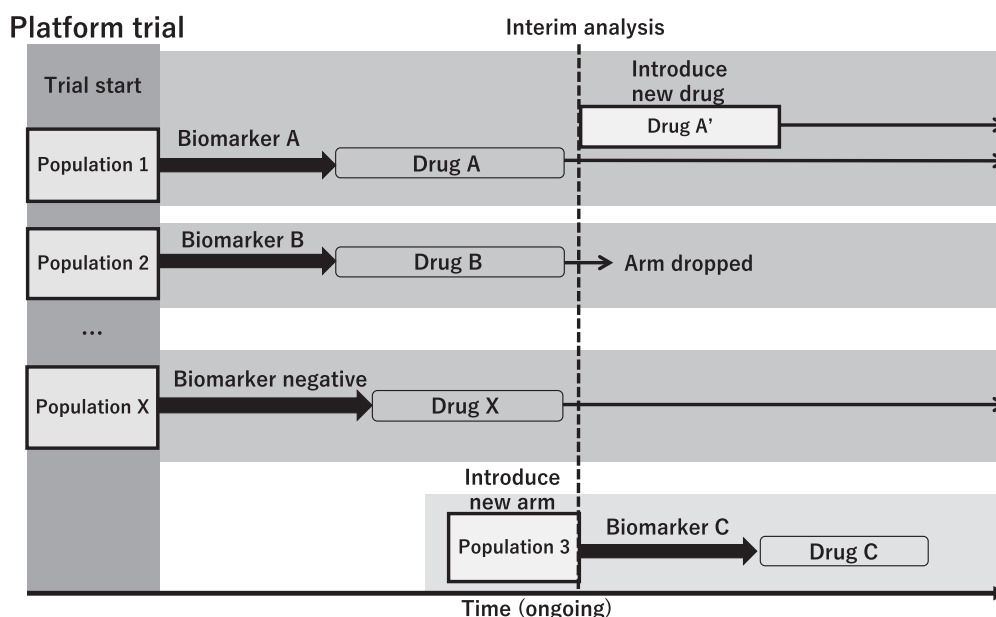 Platform trial
Interim analysis
Trial start
Introduce
new drug
Drug A’
Biomarker A
Population 1
Drug A
Biomarker B
Population 2
Drug B
Arm dropped
...
Biomarker negative
Population X
Drug X
Introduce
new arm
Biomarker C
Population 3
Drug C
Time (ongoing)